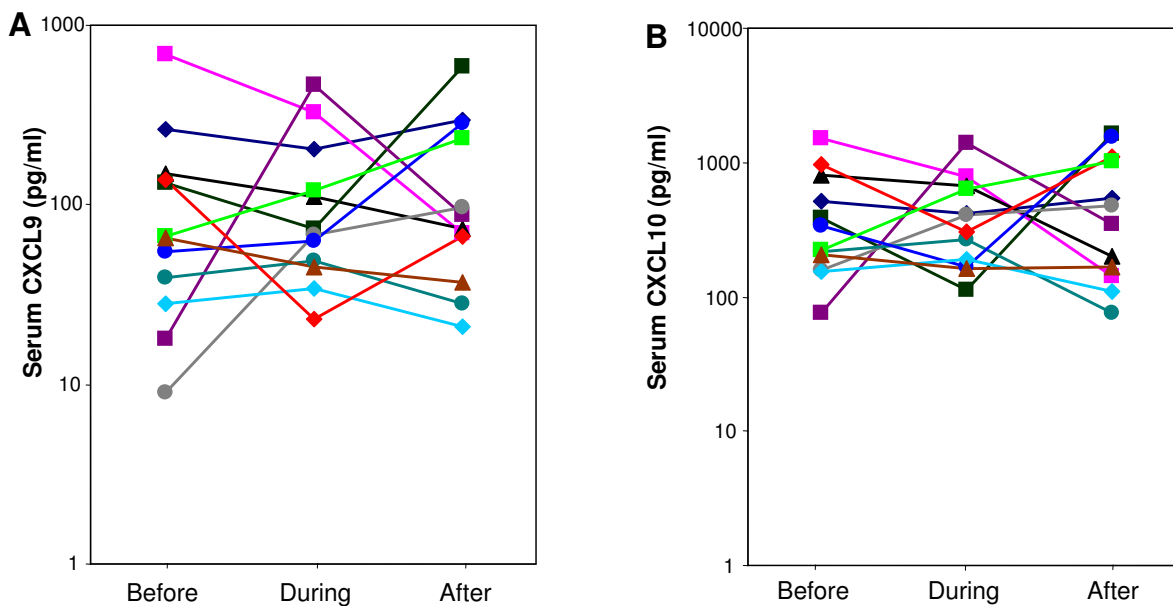 A
Serum CXCL9 (pg/ml)
1000
100
10
1
Before During After
B
Serum CXCL10 (pg/ml)
10000
1000
100
10
1
Before During After